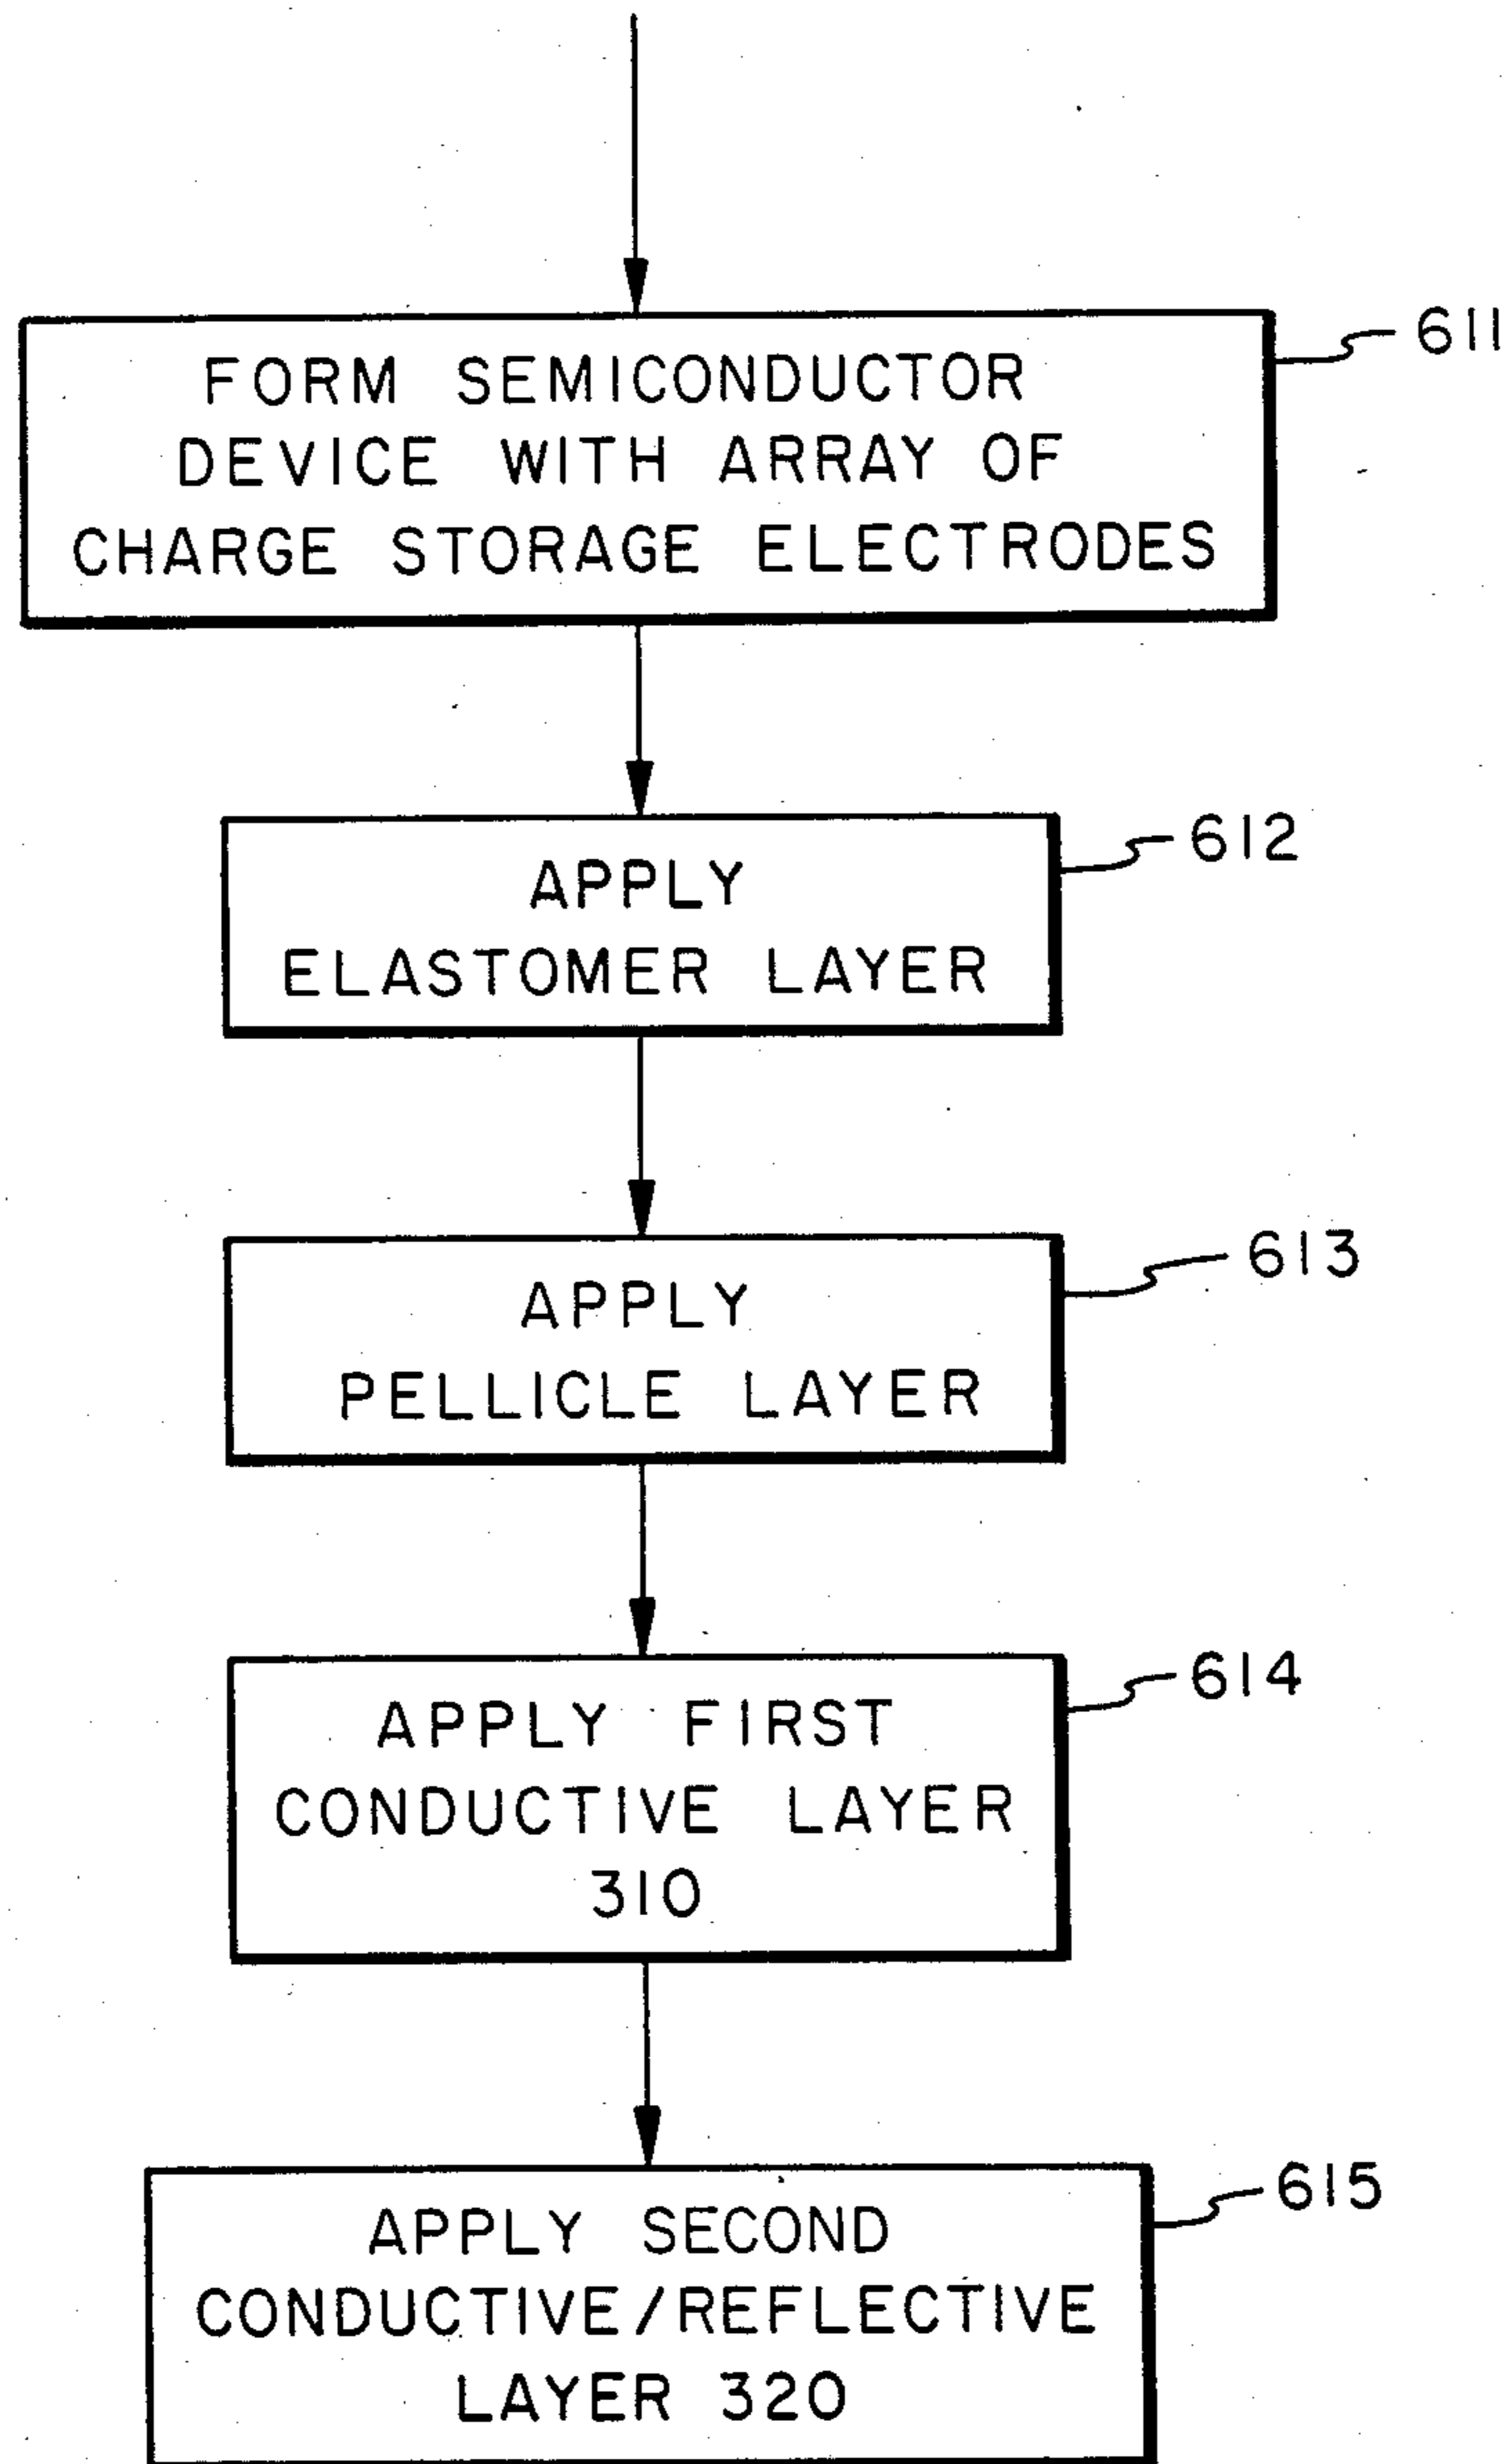 FORM SEMICONDUCTOR
DEVICE WITH ARRAY OF
CHARGE STORAGE ELECTRODES
611
APPLY
ELASTOMER LAYER
612
APPLY
PELLICLE LAYER
613
APPLY FIRST
CONDUCTIVE LAYER
310
614
APPLY SECOND
CONDUCTIVE/REFLECTIVE
LAYER 320
615